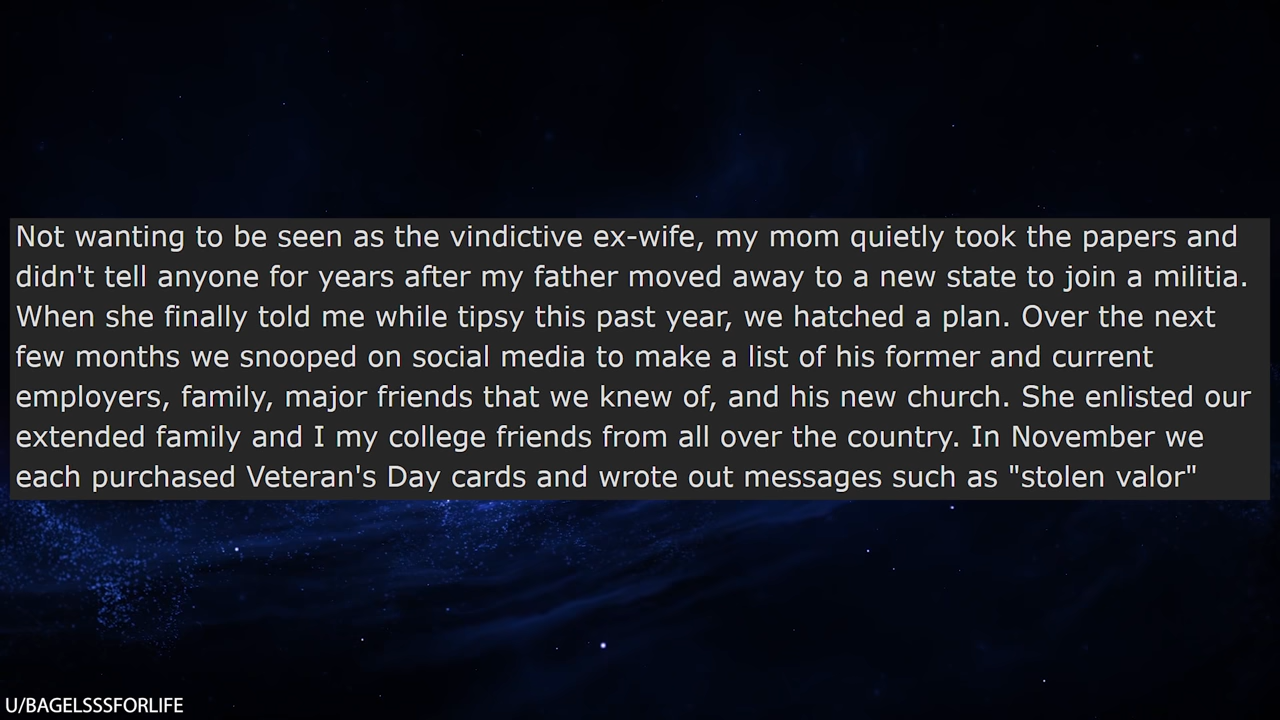 Not wanting to be seen as the vindictive ex-wife, my mom quietly took the papers and
didn't tell anyone for years after my father moved away to a new state to join a militia.
When she finally told me while tipsy this past year, we hatched a plan. Over the next
few months we snooped on social media to make a list of his former and current
employers, family, major friends that we knew of, and his new church. She enlisted our
extended family and I my college friends from all over the country. In November we
each purchased Veteran's Day cards and wrote out messages such as "stolen valor"
U/BAGELSSSFORLIFE